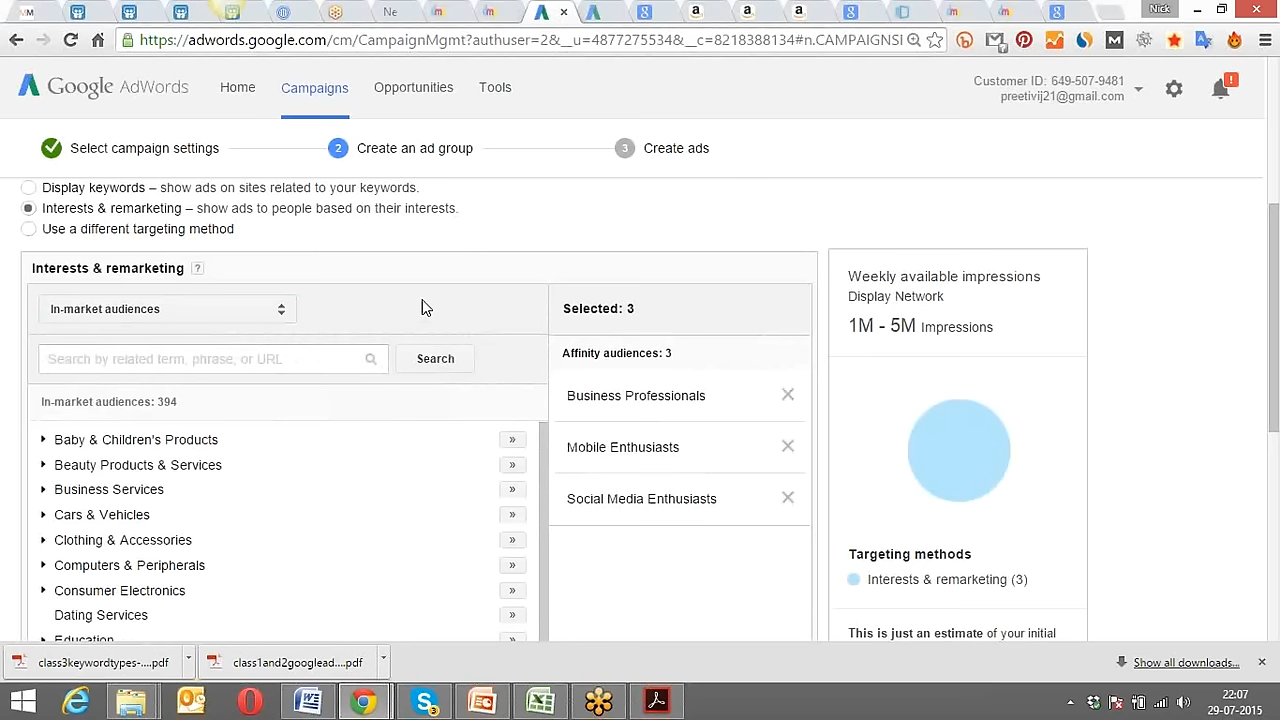 Ne
Nick
https://adwords.google.com/cm/CampaignMgmt?authuser=2&__u=4877275534&__c=8218388134#n.CAMPAIGNSI
Google AdWords
Home
Campaigns
Opportunities
Tools
Customer ID: 649-507-9481
preetivij21@gmail.com
Select campaign settings
2
Create an ad group
3
Create ads
Display keywords – show ads on sites related to your keywords.
Interests & remarketing – show ads to people based on their interests.
Use a different targeting method
Interests & remarketing ?
In-market audiences
Search by related term, phrase, or URL
Search
In-market audiences: 394
Baby & Children's Products »
Beauty Products & Services »
Business Services »
Cars & Vehicles »
Clothing & Accessories »
Computers & Peripherals »
Consumer Electronics »
Dating Services »
Education »
Selected: 3
Affinity audiences: 3
Business Professionals
Mobile Enthusiasts
Social Media Enthusiasts
Weekly available impressions
Display Network
1M - 5M Impressions
Targeting methods
Interests & remarketing (3)
This is just an estimate of your initial
class3keywordtypes-....pdf
class1and2googlead....pdf
Show all downloads...
22:07
29-07-2015